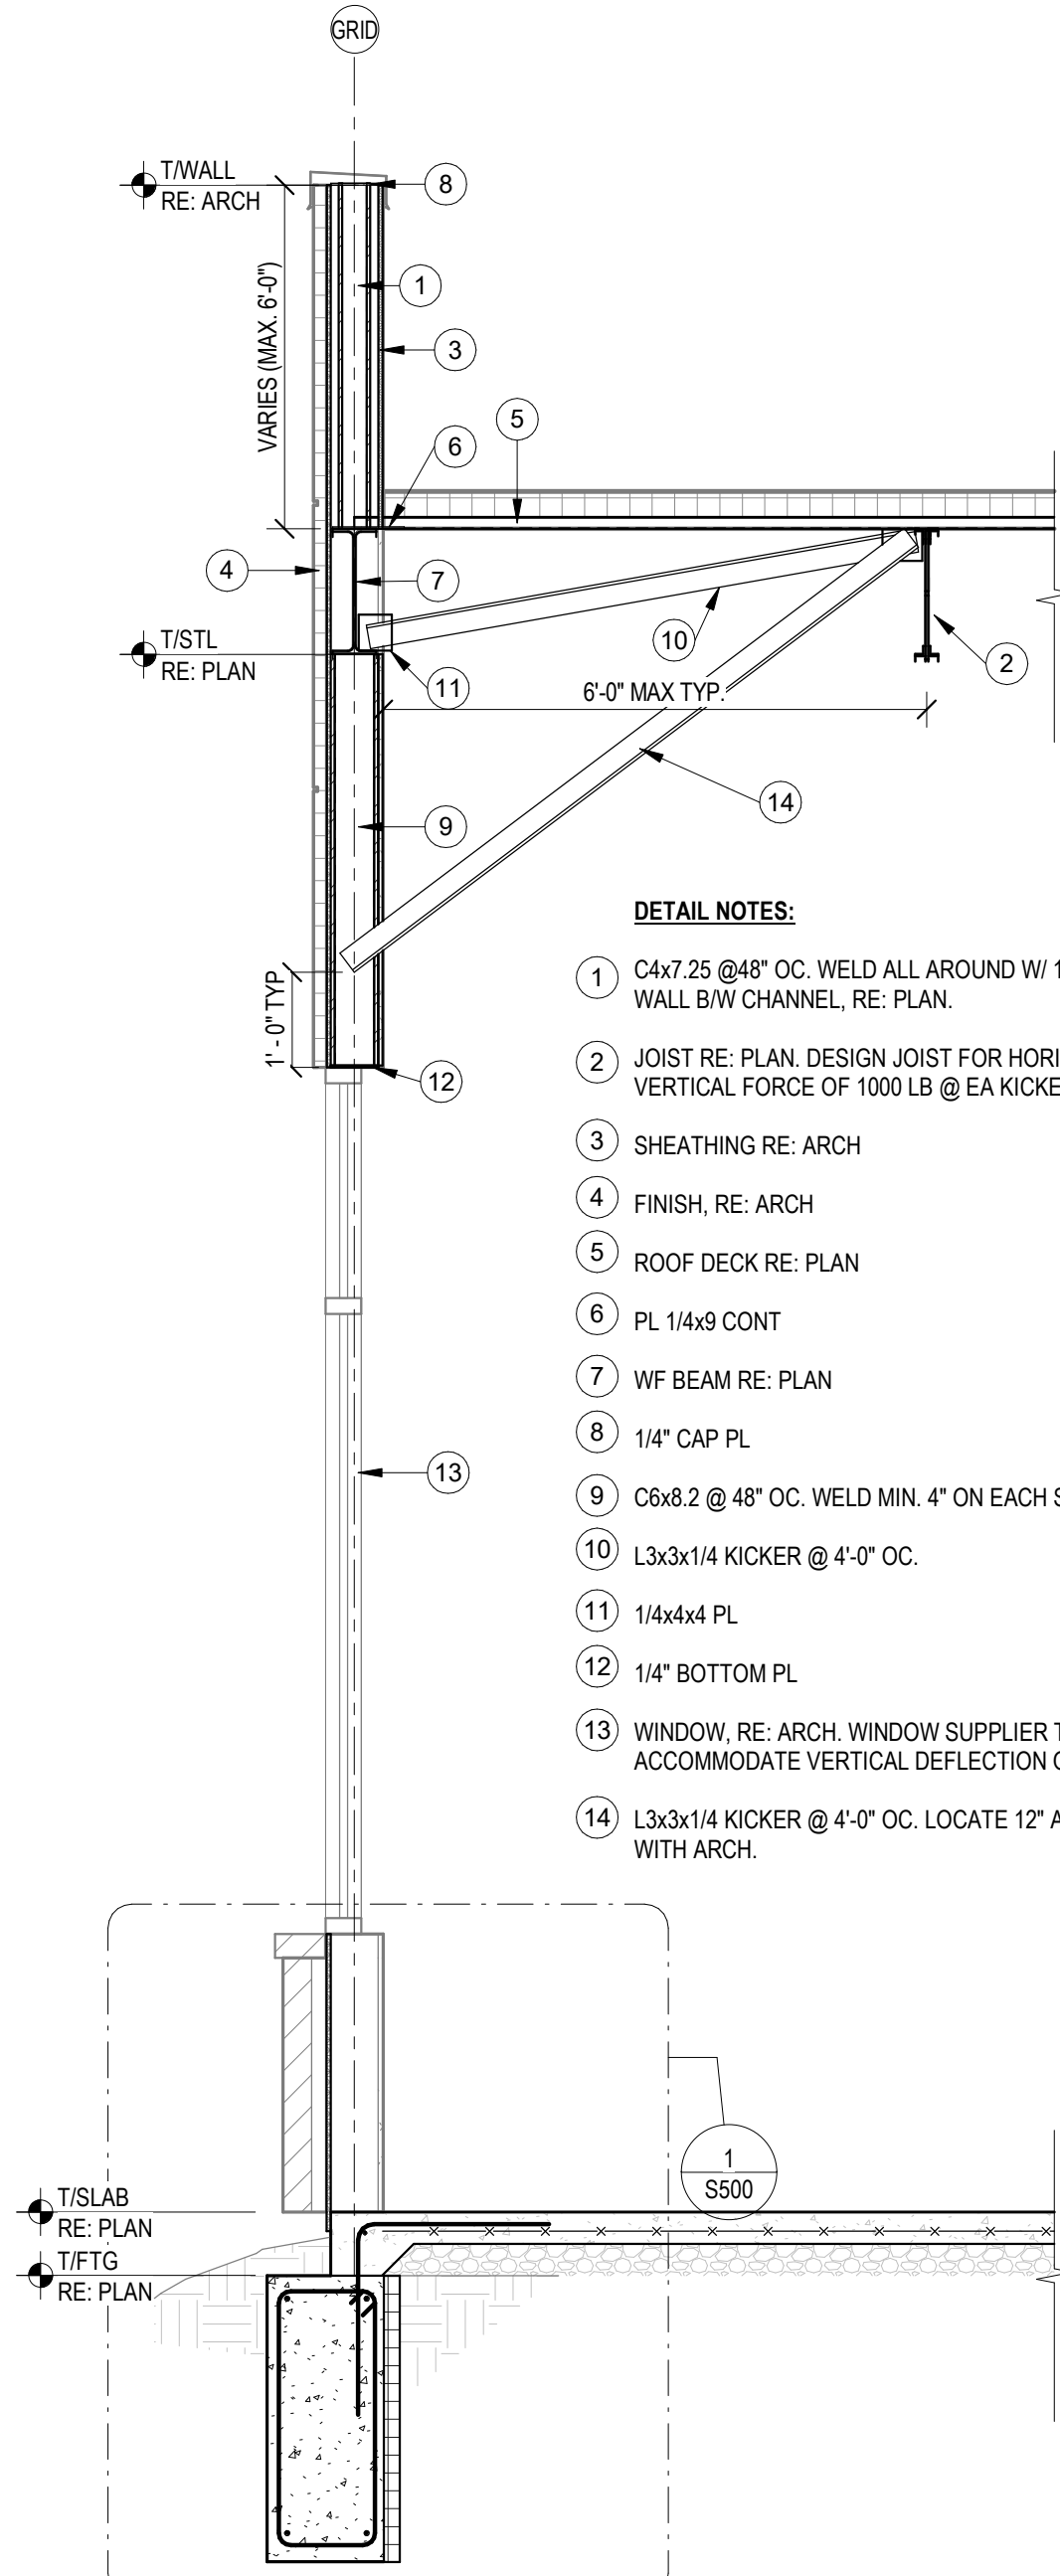 GRID
T/WALL
RE: ARCH
8
VARIES (MAX. 6'-0")
1
3
5
6
4
7
T/STL
RE: PLAN
10
2
11
6'-0" MAX TYP.
14
9
1' - 0" TYP
12
DETAIL NOTES:
1 C4x7.25 @48" OC. WELD ALL AROUND W/ 1
WALL B/W CHANNEL, RE: PLAN.
2 JOIST RE: PLAN. DESIGN JOIST FOR HORI
VERTICAL FORCE OF 1000 LB @ EA KICKE
3 SHEATHING RE: ARCH
4 FINISH, RE: ARCH
5 ROOF DECK RE: PLAN
6 PL 1/4x9 CONT
7 WF BEAM RE: PLAN
8 1/4" CAP PL
9 C6x8.2 @ 48" OC. WELD MIN. 4" ON EACH S
10 L3x3x1/4 KICKER @ 4'-0" OC.
11 1/4x4x4 PL
12 1/4" BOTTOM PL
13 WINDOW, RE: ARCH. WINDOW SUPPLIER T
ACCOMMODATE VERTICAL DEFLECTION O
14 L3x3x1/4 KICKER @ 4'-0" OC. LOCATE 12" A
WITH ARCH.
13
1
S500
T/SLAB
RE: PLAN
T/FTG
RE: PLAN